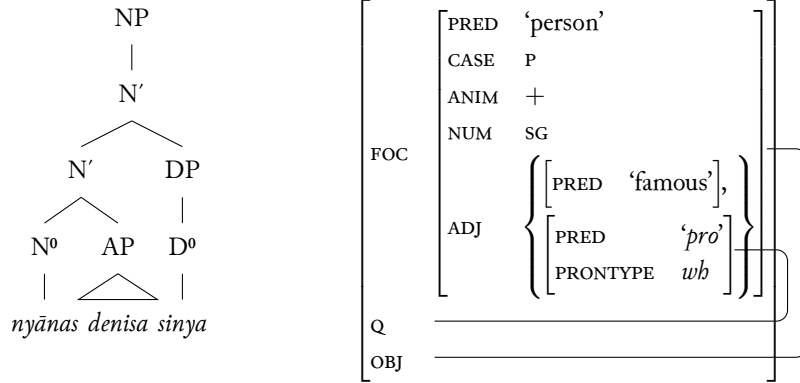 NP
N′
N′ DP
N⁰ AP D⁰
nyānas denisa sinya
PRED ‘person’
CASE P
ANIM +
NUM SG
FOC
PRED ‘famous’,
ADJ
PRED ‘pro’
PRONTYPE wh
Q
OBJ